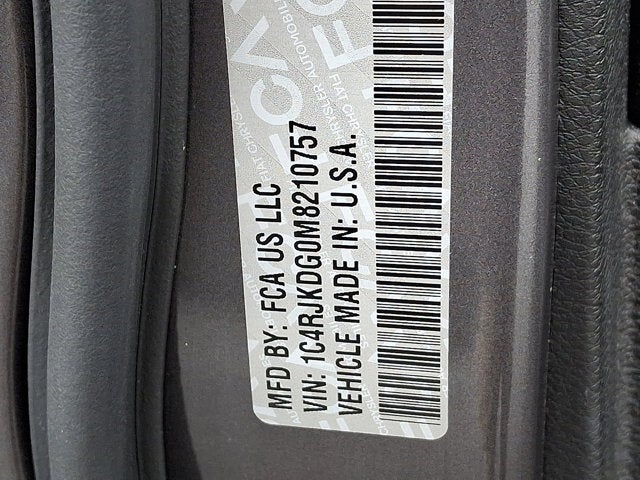 MFD BY: FCA US LLC
VIN: 1C4RJKDG0M8210757
VEHICLE MADE IN: U.S.A.